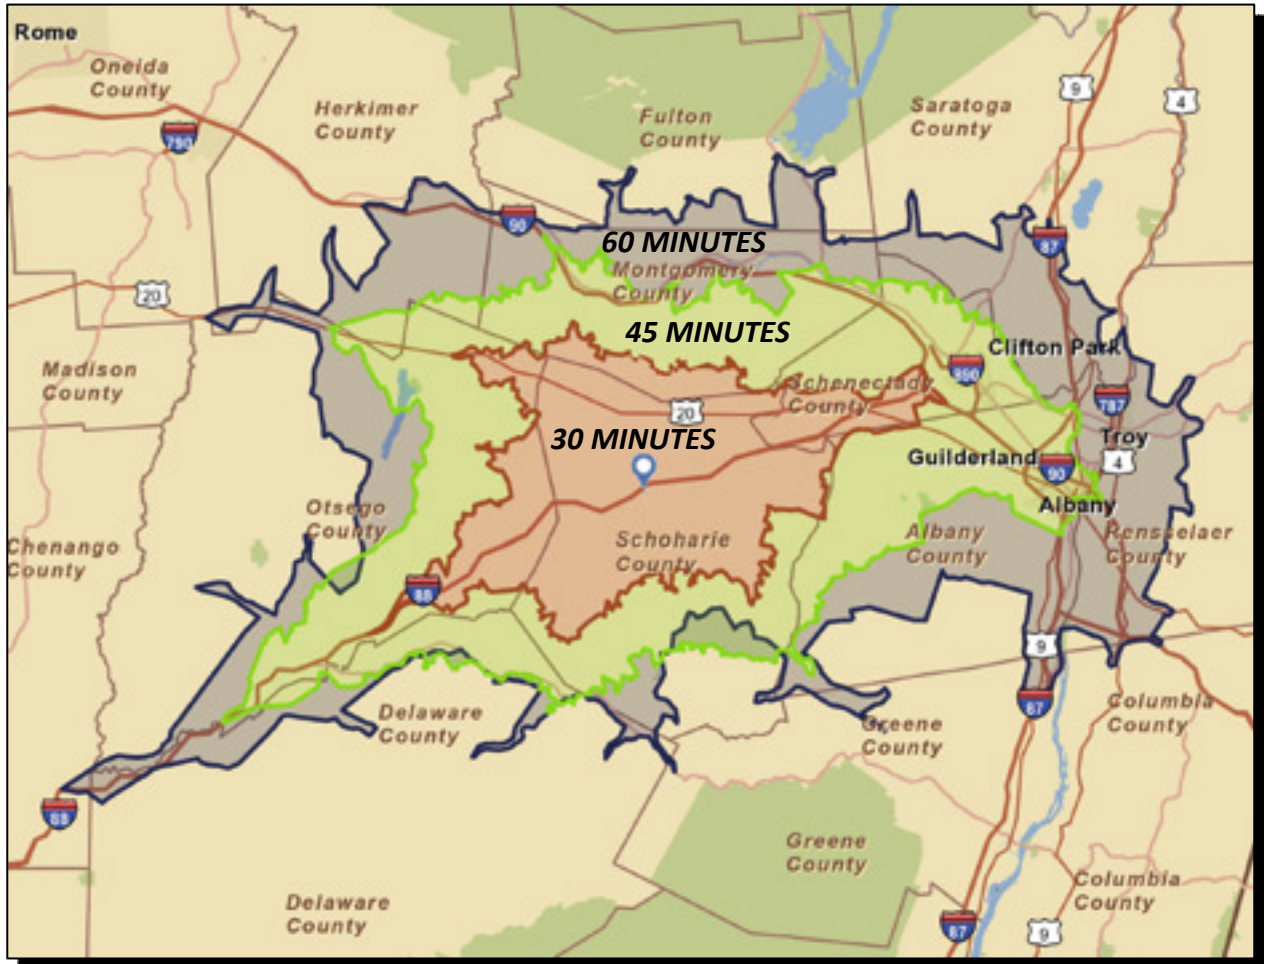 Rome
Oneida
County
Herkimer
County
Fulton
County
Saratoga
County
9
4
790
90
87
60 MINUTES
Montgomery
County
20
45 MINUTES
Clifton Park
Madison
County
890
Schenectady
County
787
20
30 MINUTES
Troy
Guilderland
90
4
Albany
Otsego
County
Schoharie
County
Albany
County
Rensselaer
County
Chenango
County
88
9
87
Delaware
County
Greene
County
Columbia
County
88
Greene
County
Columbia
County
Delaware
County
87
9